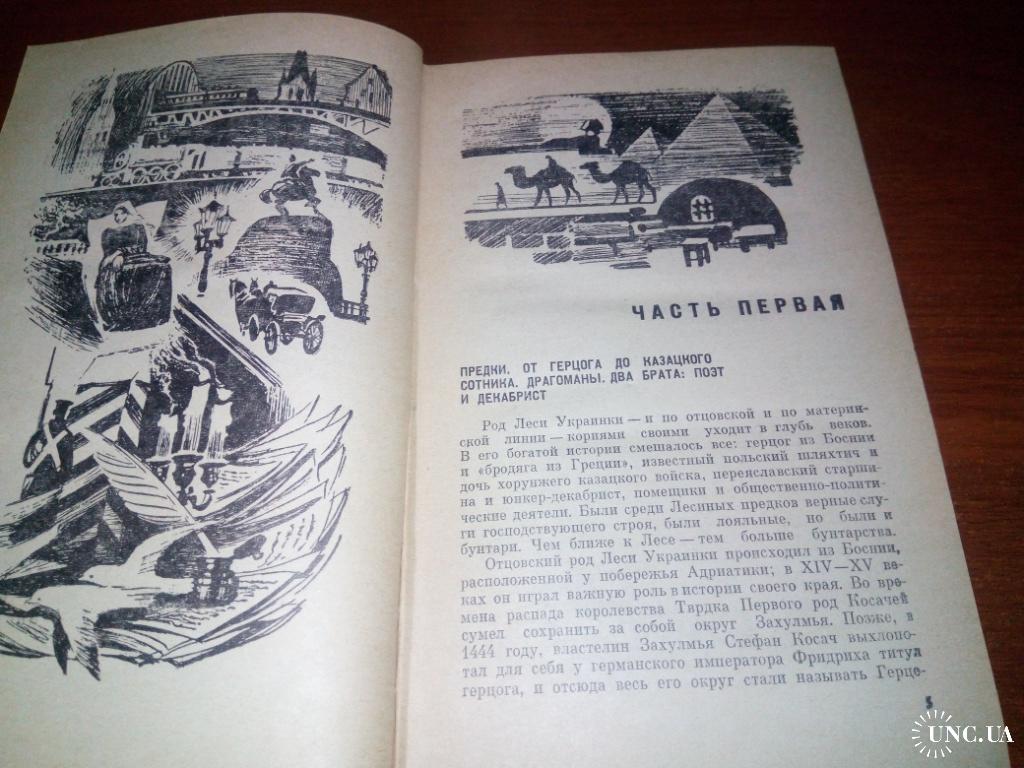 ЧАСТЬ ПЕРВАЯ
ПРЕДКИ. ОТ ГЕРЦОГА ДО КАЗАЦКОГО
СОТНИКА. ДРАГОМАНЫ. ДВА БРАТА: ПОЭТ
И ДЕКАБРИСТ
Род Леси Украинки — и по отцовской и по материн-
ской линии — корнями своими уходит в глубь веков.
В его богатой истории смешалось все: герцог из Боснии
и «бродяга из Греции», известный польский шляхтич и
дочь хорунжего казацкого войска, переяславский старши-
на и юнкер-декабрист, помещики и общественно-полити-
ческие деятели. Были среди Лесиных предков верные слу-
ги господствующего строя, были лояльные, но были и
бунтари. Чем ближе к Лесе — тем больше бунтарства.
Отцовский род Леси Украинки происходил из Боснии,
расположенной у побережья Адриатики; в XIV—XV ве-
ках он играл важную роль в истории своего края. Во вре-
мена распада королевства Твардка Первого род Косачей
сумел сохранить за собой округ Захулмья. Позже, в
1444 году, властелин Захулмья Стефан Косач выхлопо-
тал для себя у германского императора Фридриха титул
герцога, и отсюда весь его округ стали называть Герце-
5
UNC.UA